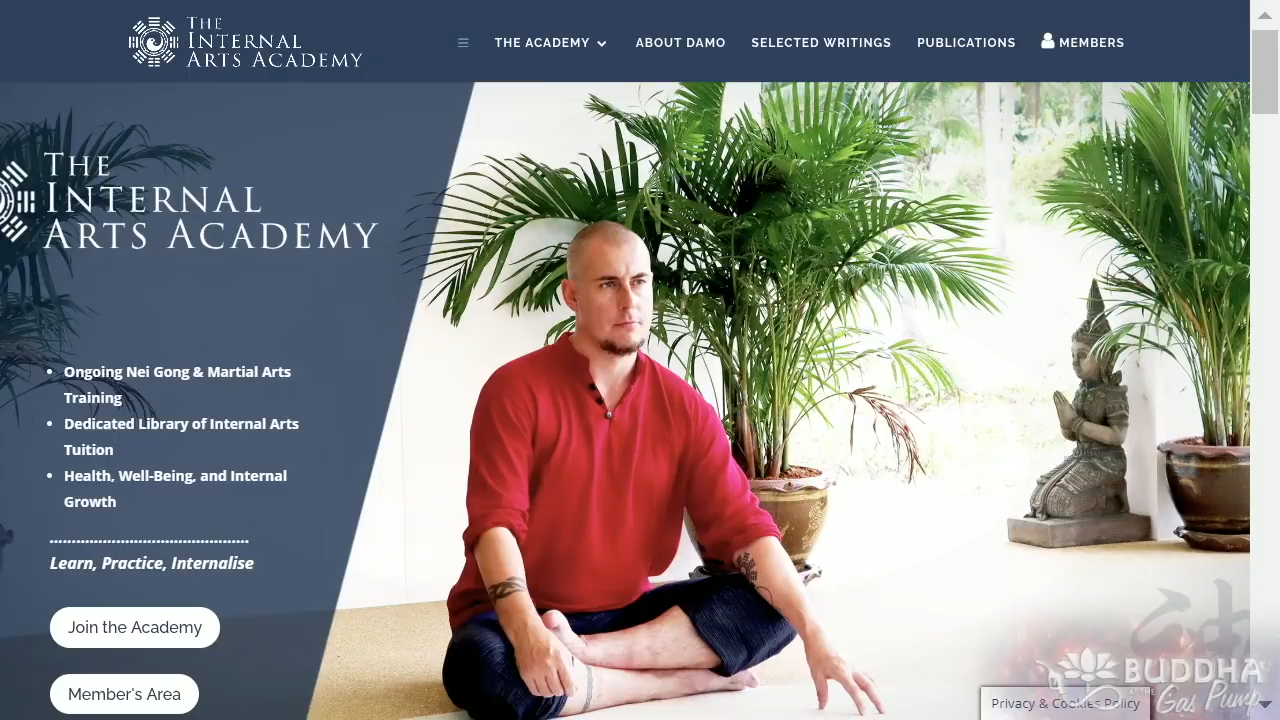 THE
INTERNAL
ARTS ACADEMY
THE ACADEMY
ABOUT DAMO
SELECTED WRITINGS
PUBLICATIONS
MEMBERS
THE
INTERNAL
ARTS ACADEMY
Ongoing Nei Gong & Martial Arts
Training
Dedicated Library of Internal Arts
Tuition
Health, Well-Being, and Internal
Growth
............................................
Learn, Practice, Internalise
Join the Academy
Member's Area
BUDDHA
AT THE
Gas Pump
Privacy & Cookies Policy